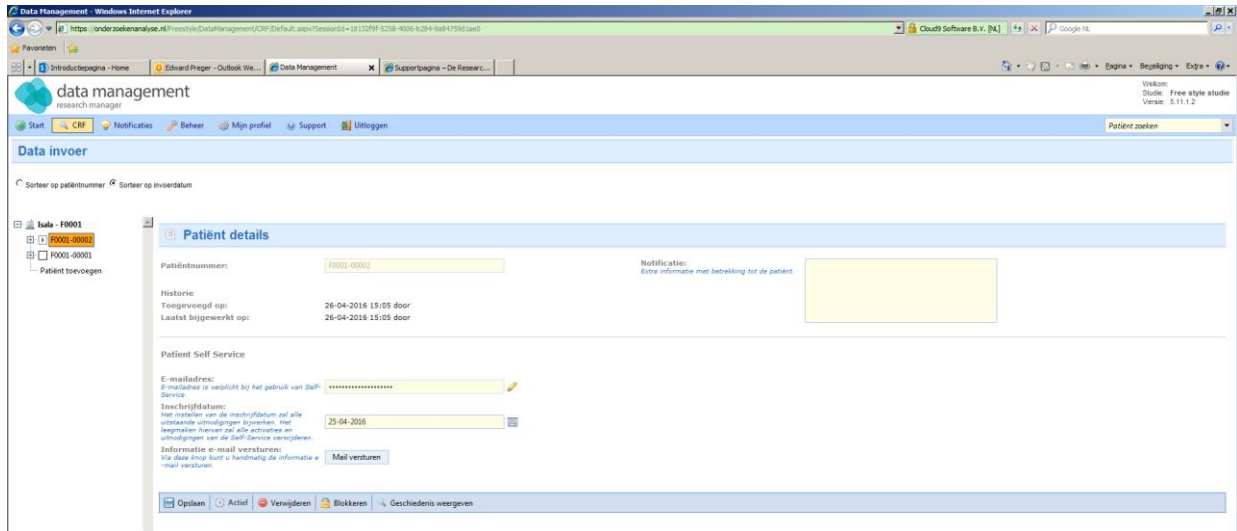 Data Management - Windows Internet Explorer
https://onderzoekenanalyse.nl/Freestyle/DataManagement/CRF/Default.aspx?SessionId=
Cloud9 Software B.V. [NL]
Google NL
Favorieten
Introductiepagina - Home
Edward Preger - Outlook We...
Data Management
Supportpagina – De Researc...
Pagina
Beveiliging
Extra
data management
research manager
Welkom:
Studie: Free style studie
Versie: 5.11.1.2
Start CRF Notificaties Beheer Mijn profiel Support Uitloggen
Patiënt zoeken
Data invoer
Sorteer op patiëntnummer Sorteer op invoerdatum
Isala - F0001
F0001-00002
F0001-00001
Patiënt toevoegen
Patiënt details
Patiëntnummer: F0001-00002
Notificatie:
Extra informatie met betrekking tot de patiënt.
Historie
Toegevoegd op: 26-04-2016 15:05 door
Laatst bijgewerkt op: 26-04-2016 15:05 door
Patient Self Service
E-mailadres:
E-mailadres is verplicht bij het gebruik van Self-
Service
Inschrijfdatum:
Het instellen van de inschrijfdatum zal alle
uitstaande uitnodigingen bijwerken. Het
leegmaken hiervan zal alle activaties en
uitnodigingen van de Self-Service verwijderen.
25-04-2016
Informatie e-mail versturen:
Via deze knop kunt u handmatig de informatie e
-mail versturen.
Mail versturen
Opslaan Actief Verwijderen Blokkeren Geschiedenis weergeven